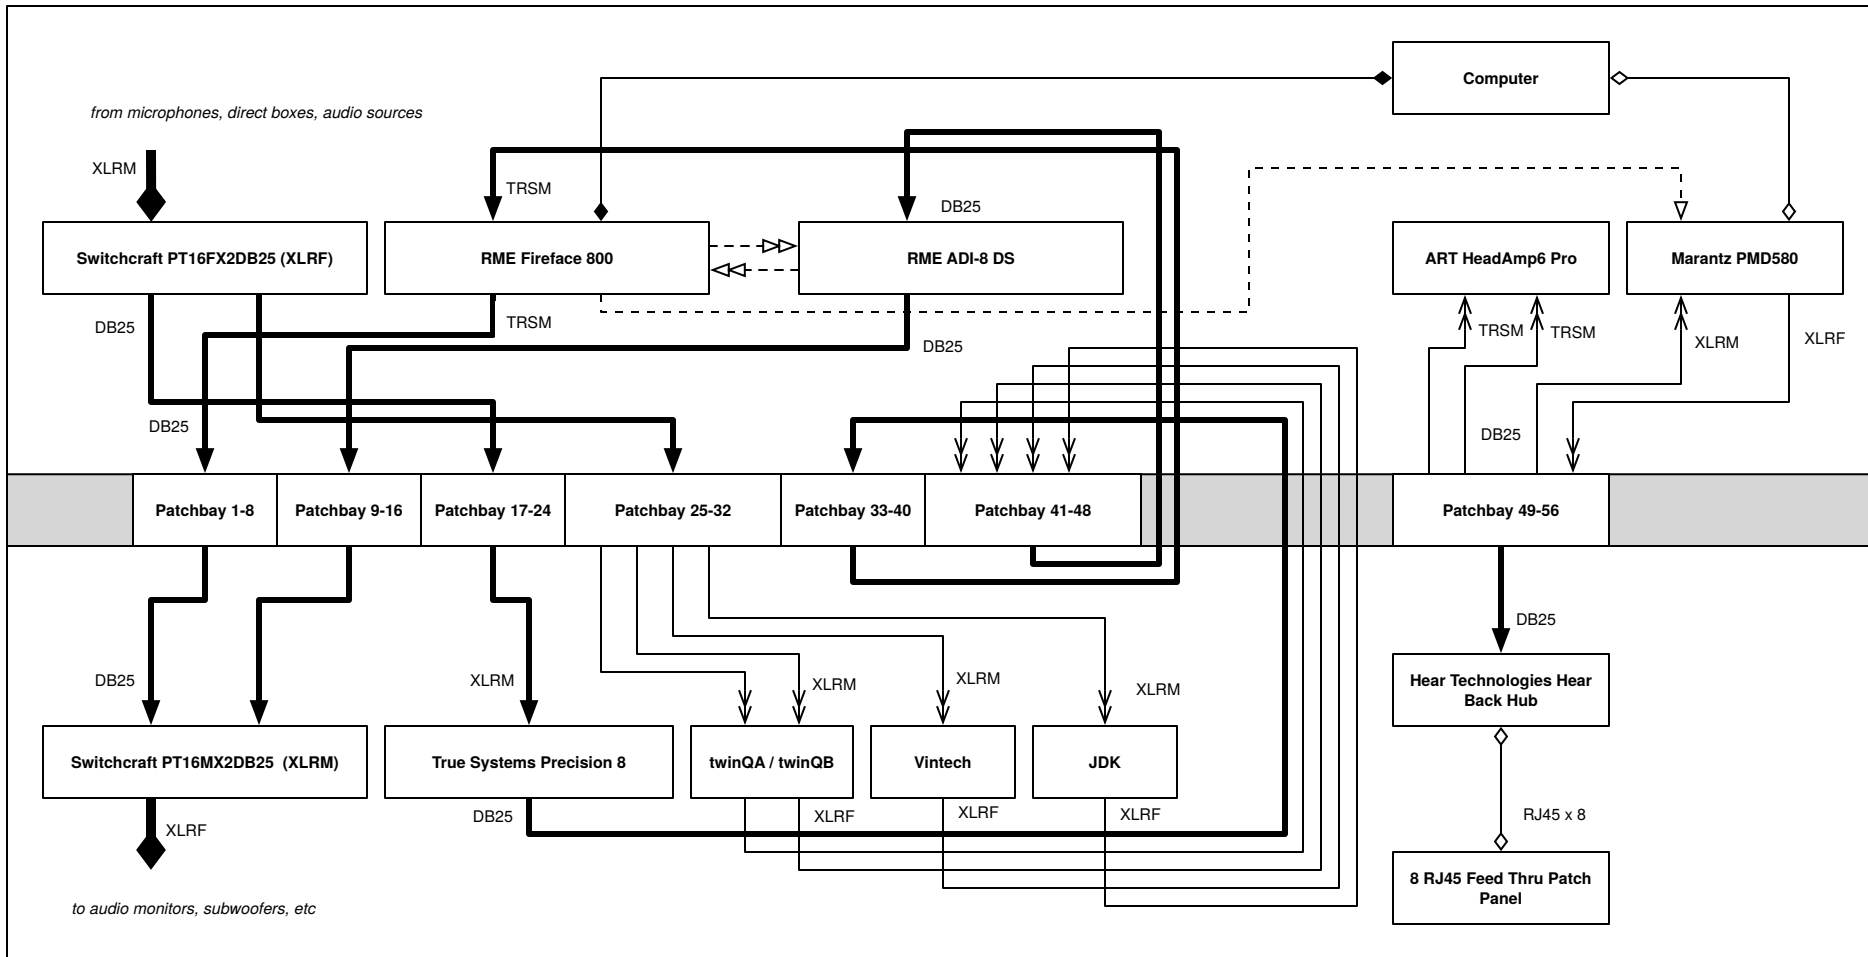 Computer
from microphones, direct boxes, audio sources
XLRM
TRSM
DB25
Switchcraft PT16FX2DB25 (XLRF)
RME Fireface 800
RME ADI-8 DS
ART HeadAmp6 Pro
Marantz PMD580
DB25
TRSM
DB25
TRSM
TRSM
XLRM
XLRF
DB25
DB25
Patchbay 1-8
Patchbay 9-16
Patchbay 17-24
Patchbay 25-32
Patchbay 33-40
Patchbay 41-48
Patchbay 49-56
DB25
DB25
XLRM
XLRM
XLRM
XLRM
Hear Technologies Hear
Back Hub
Switchcraft PT16MX2DB25 (XLRM)
True Systems Precision 8
twinQA / twinQB
Vintech
JDK
XLRF
DB25
XLRF
XLRF
XLRF
RJ45 x 8
8 RJ45 Feed Thru Patch
Panel
to audio monitors, subwoofers, etc